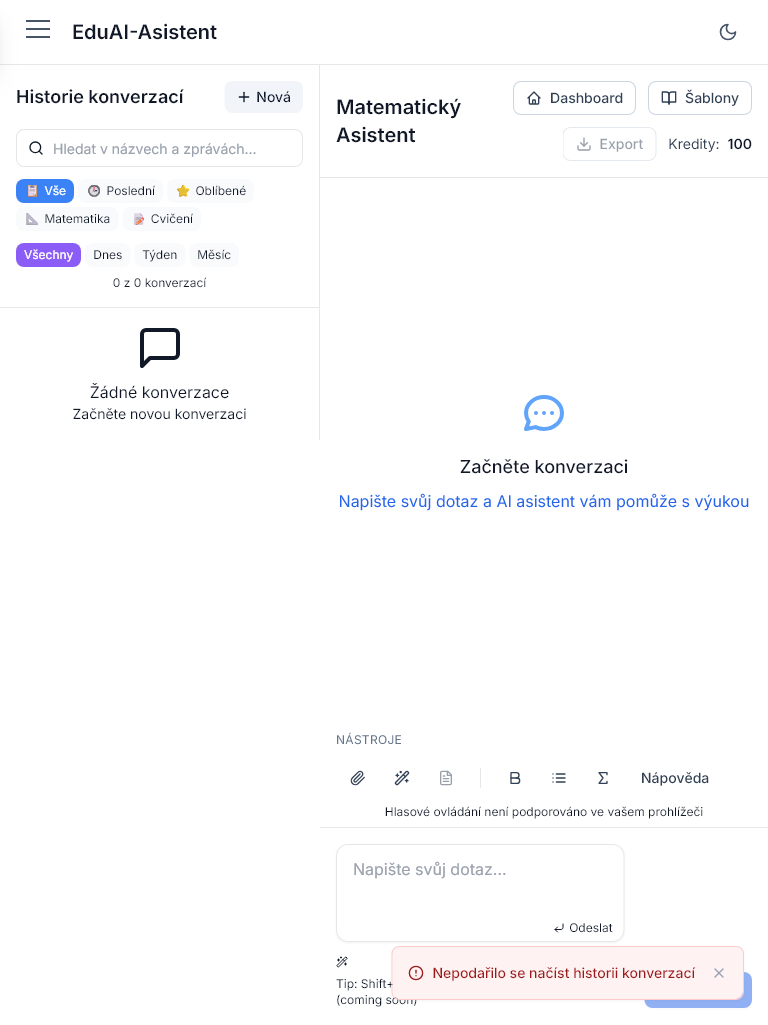 EduAI-Asistent
Historie konverzací
Nová
Hledat v názvech a zprávách...
Vše
Poslední
Oblíbené
Matematika
Cvičení
Všechny
Dnes
Týden
Měsíc
0 z 0 konverzací
Žádné konverzace
Začněte novou konverzaci
Matematický
Asistent
Dashboard
Šablony
Export
Kredity: 100
Začněte konverzaci
Napište svůj dotaz a AI asistent vám pomůže s výukou
NÁSTROJE
Nápověda
Hlasové ovládání není podporováno ve vašem prohlížeči
Napište svůj dotaz...
Odeslat
Nepodařilo se načíst historii konverzací
Tip: Shift+
(coming soon)